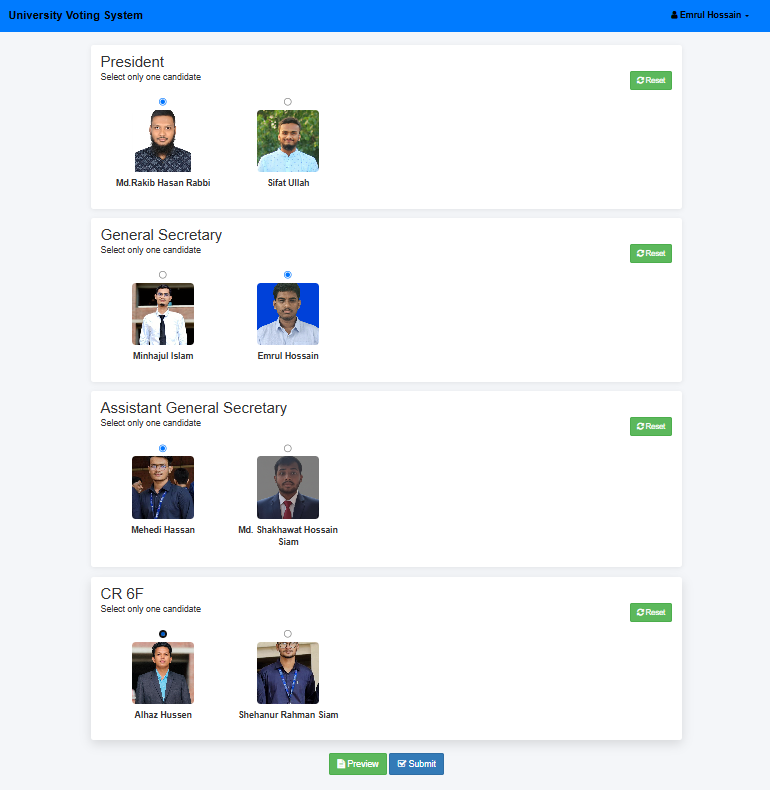 University Voting System
Emrul Hossain
President
Select only one candidate
Reset
Md.Rakib Hasan Rabbi
Sifat Ullah
General Secretary
Select only one candidate
Reset
Minhajul Islam
Emrul Hossain
Assistant General Secretary
Select only one candidate
Reset
Mehedi Hassan
Md. Shakhawat Hossain
Siam
CR 6F
Select only one candidate
Reset
Alhaz Hussen
Shehanur Rahman Siam
Preview
Submit